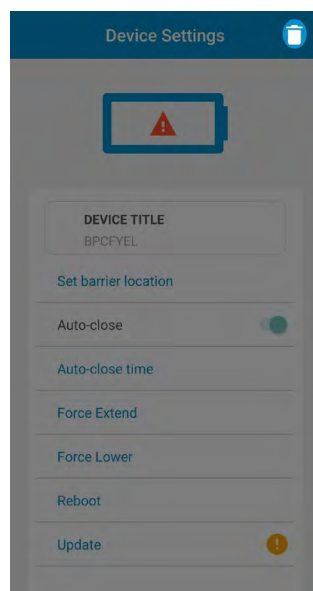 Device Settings
DEVICE TITLE
BPCFYEL
Set barrier location
Auto-close
Auto-close time
Force Extend
Force Lower
Reboot
Update